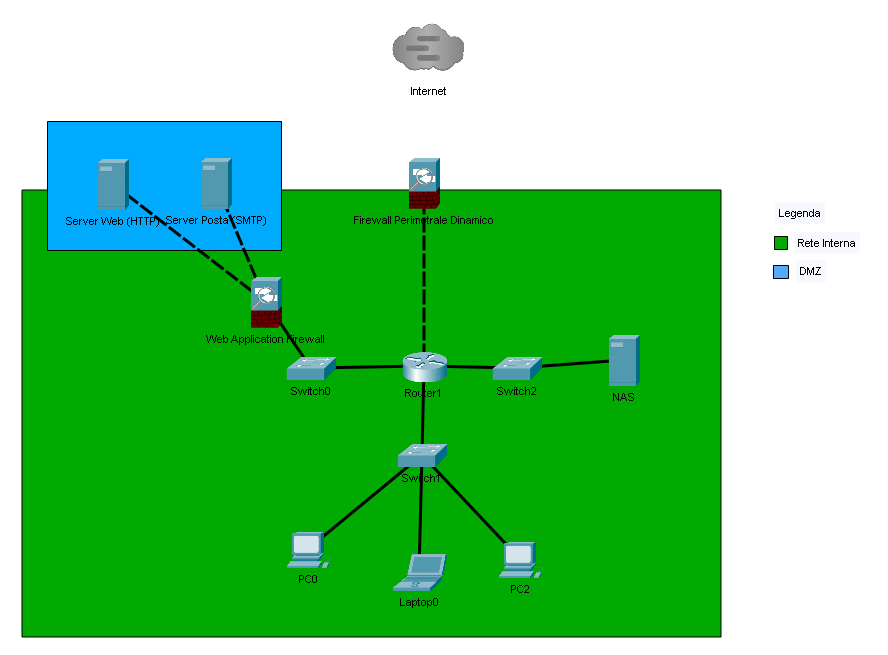 Internet
Server Web (HTTP)
Server Posta (SMTP)
Firewall Perimetrale Dinamico
Legenda
Rete Interna
DMZ
Web Application Firewall
Switch0
Router1
Switch2
NAS
Switch1
PC0
Laptop0
PC2